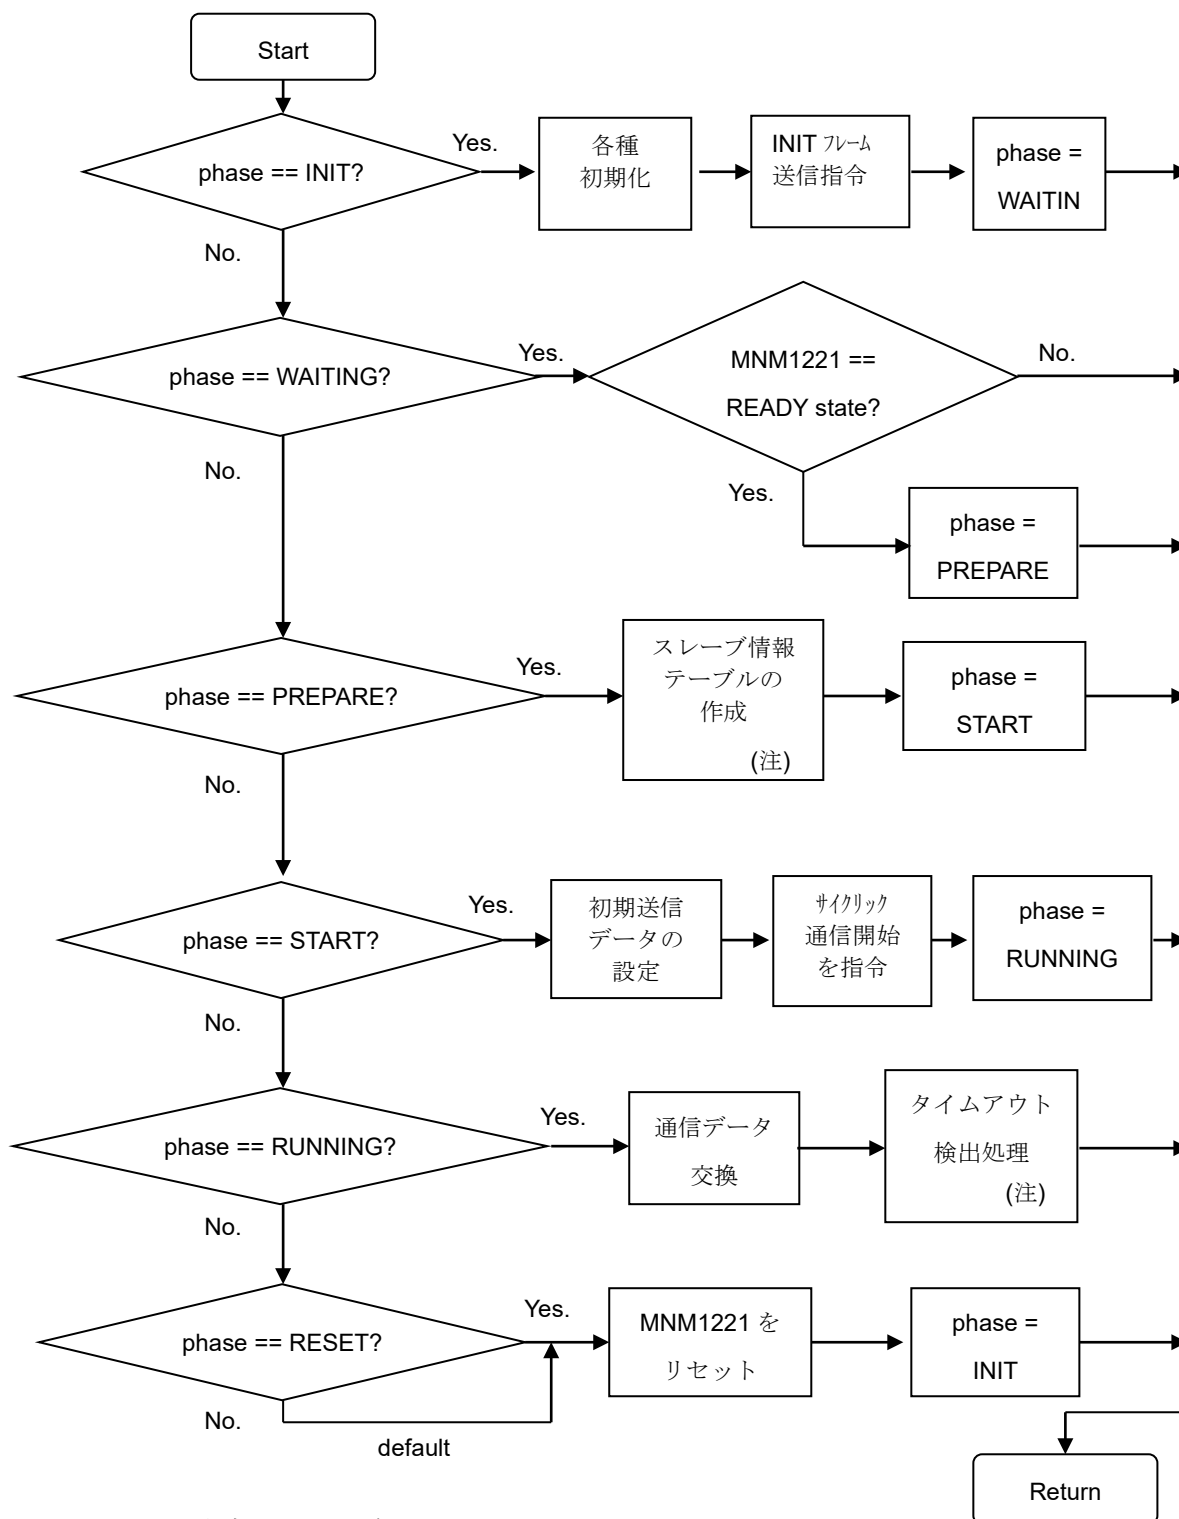 Start
phase == INIT?
Yes.
各種
初期化
INIT ﾌﾚｰﾑ
送信指令
phase =
WAITIN
No.
phase == WAITING?
Yes.
MNM1221 ==
READY state?
No.
No.
Yes.
phase =
PREPARE
phase == PREPARE?
Yes.
スレーブ情報
テーブルの
作成
(注)
phase =
START
No.
phase == START?
Yes.
初期送信
データの
設定
ｻｲｸﾘｯｸ
通信開始
を指令
phase =
RUNNING
No.
phase == RUNNING?
Yes.
通信データ
交換
タイムアウト
検出処理
(注)
No.
phase == RESET?
Yes.
MNM1221 を
リセット
phase =
INIT
No.
default
Return